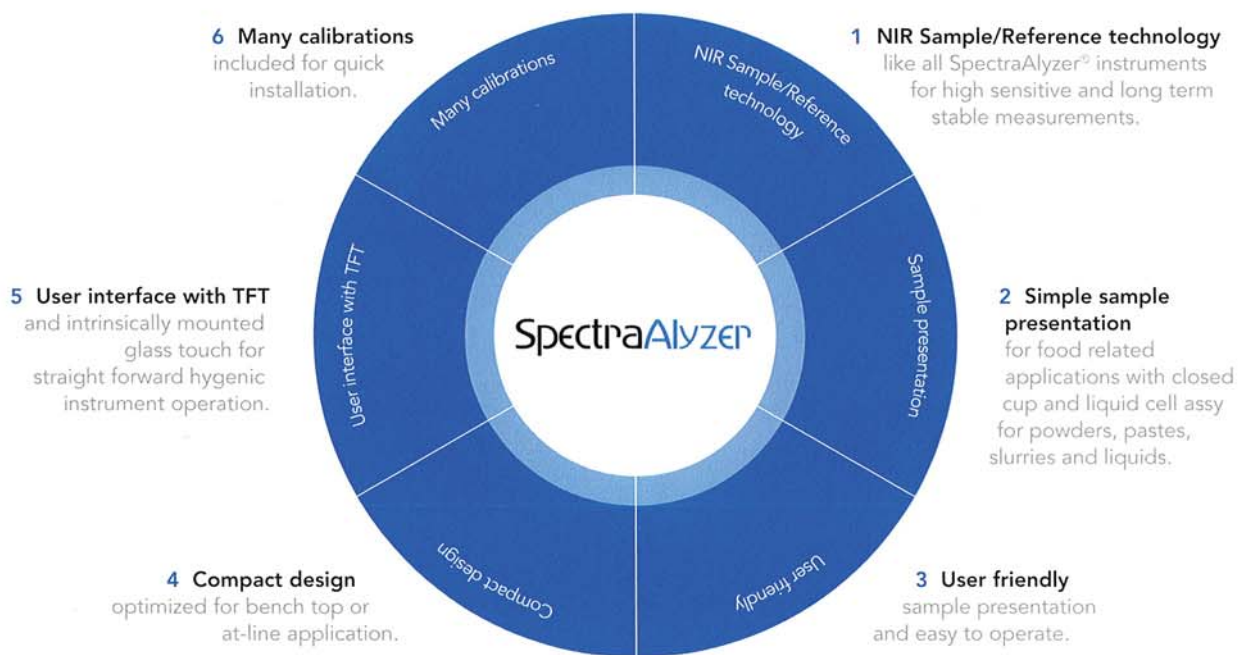 6 Many calibrations
included for quick
installation.
1 NIR Sample/Reference technology
like all SpectraAlyzer® instruments
for high sensitive and long term
stable measurements.
Many calibrations
NIR Sample/Reference
technology
5 User interface with TFT
and intrinsically mounted
glass touch for
straight forward hygenic
instrument operation.
User interface with TFT
SpectraAlyzer
Sample presentation
2 Simple sample
presentation
for food related
applications with closed
cup and liquid cell assy
for powders, pastes,
slurries and liquids.
4 Compact design
optimized for bench top or
at-line application.
Compact design
User friendly
3 User friendly
sample presentation
and easy to operate.